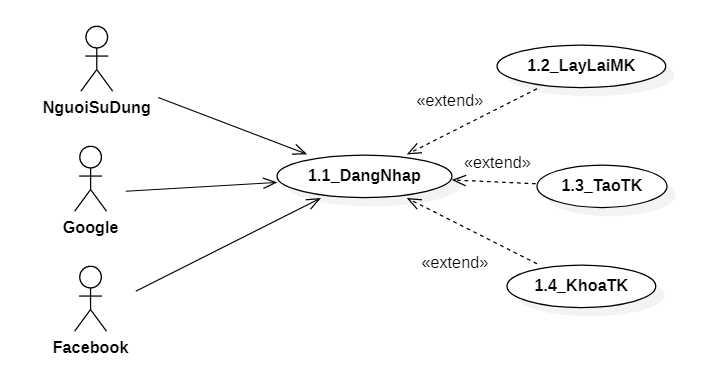 NguoiSuDung
Google
Facebook
1.1_DangNhap
«extend»
1.2_LayLaiMK
«extend»
1.3_TaoTK
«extend»
1.4_KhoaTK